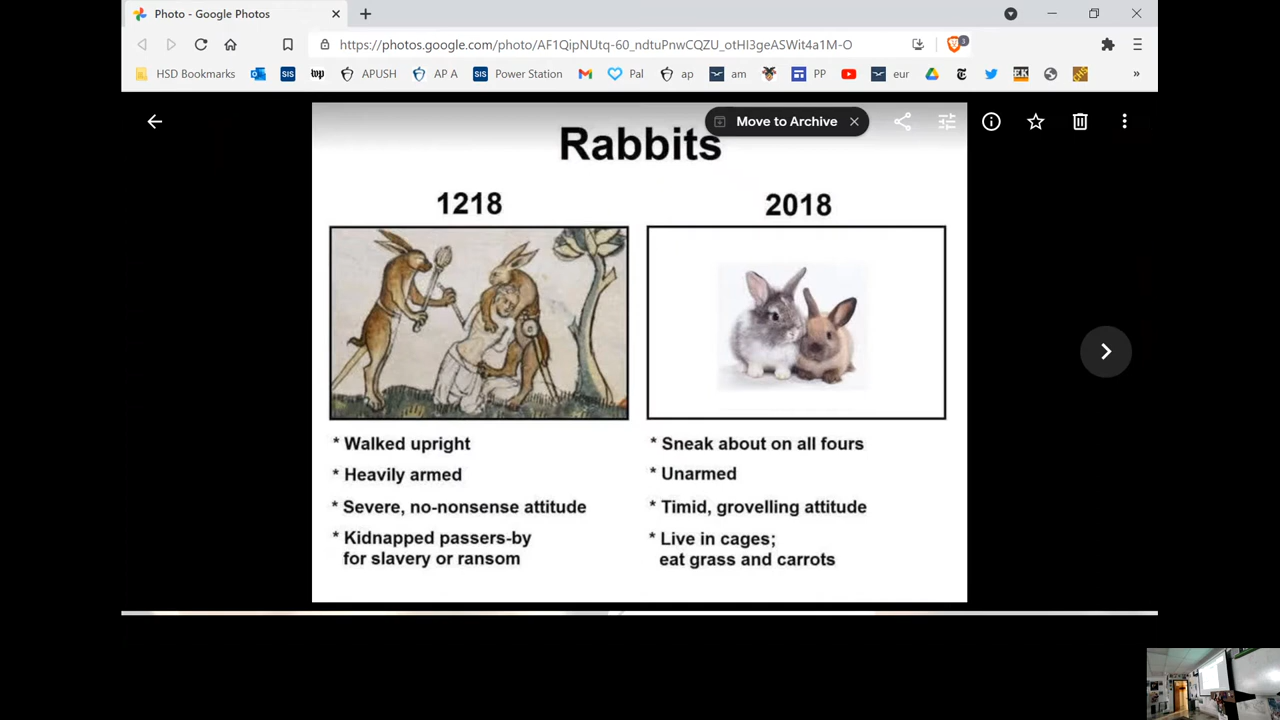 Photo - Google Photos
https://photos.google.com/photo/AF1QipNUtq-60_ndtuPnwCQZU_otHI3geASWit4a1M-O
3
HSD Bookmarks
SIS
wp
APUSH
AP A
SIS
Power Station
Pal
ap
am
PP
eur
EK
»
Move to Archive
Rabbits
1218
2018
* Walked upright
* Heavily armed
* Severe, no-nonsense attitude
* Kidnapped passers-by
for slavery or ransom
* Sneak about on all fours
* Unarmed
* Timid, grovelling attitude
* Live in cages;
eat grass and carrots